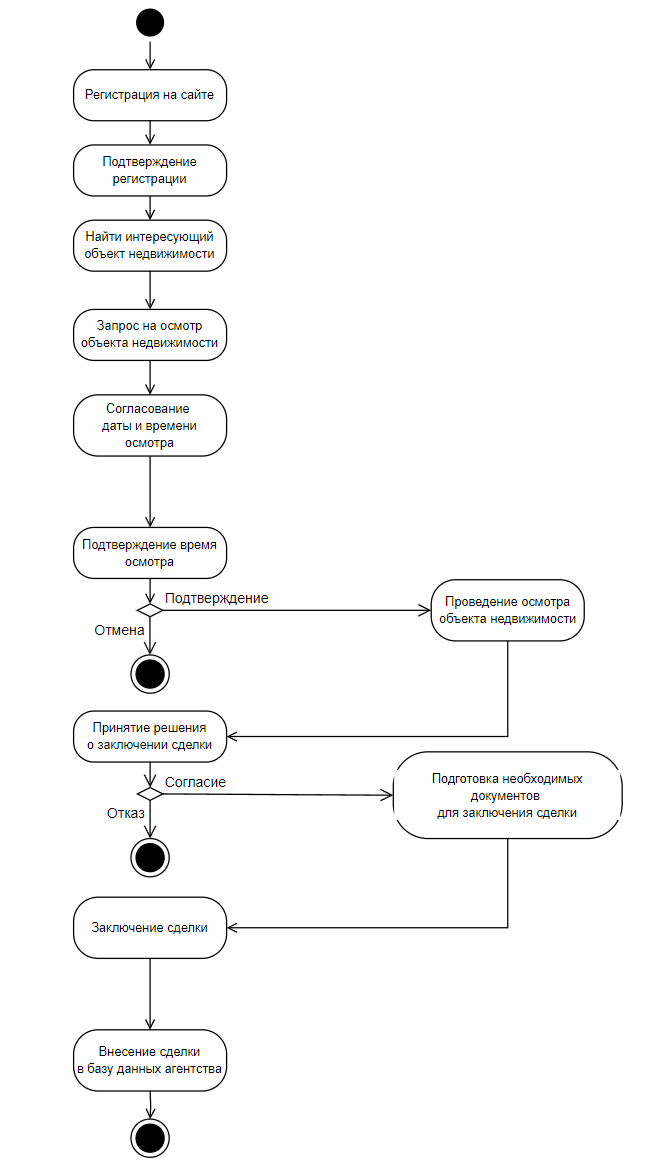 Регистрация на сайте
Подтверждение
регистрации
Найти интересующий
объект недвижимости
Запрос на осмотр
объекта недвижимости
Согласование
даты и времени
осмотра
Подтверждение время
осмотра
Подтверждение
Отмена
Проведение осмотра
объекта недвижимости
Принятие решения
о заключении сделки
Согласие
Отказ
Подготовка необходимых
документов
для заключения сделки
Заключение сделки
Внесение сделки
в базу данных агентства